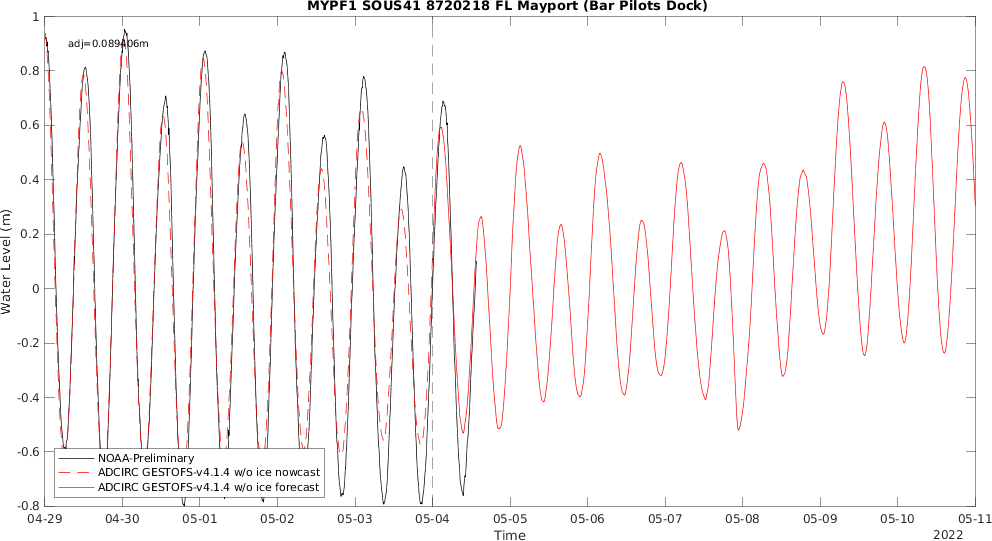 MYPF1 SOUS41 8720218 FL Mayport (Bar Pilots Dock)
adj=0.089406m
1
0.8
0.6
0.4
0.2
0
-0.2
-0.4
-0.6
-0.8
Water Level (m)
NOAA-Preliminary
ADCIRC GESTOFS-v4.1.4 w/o ice nowcast
ADCIRC GESTOFS-v4.1.4 w/o ice forecast
04-29 04-30 05-01 05-02 05-03 05-04 05-05 05-06 05-07 05-08 05-09 05-10 05-11
Time
2022